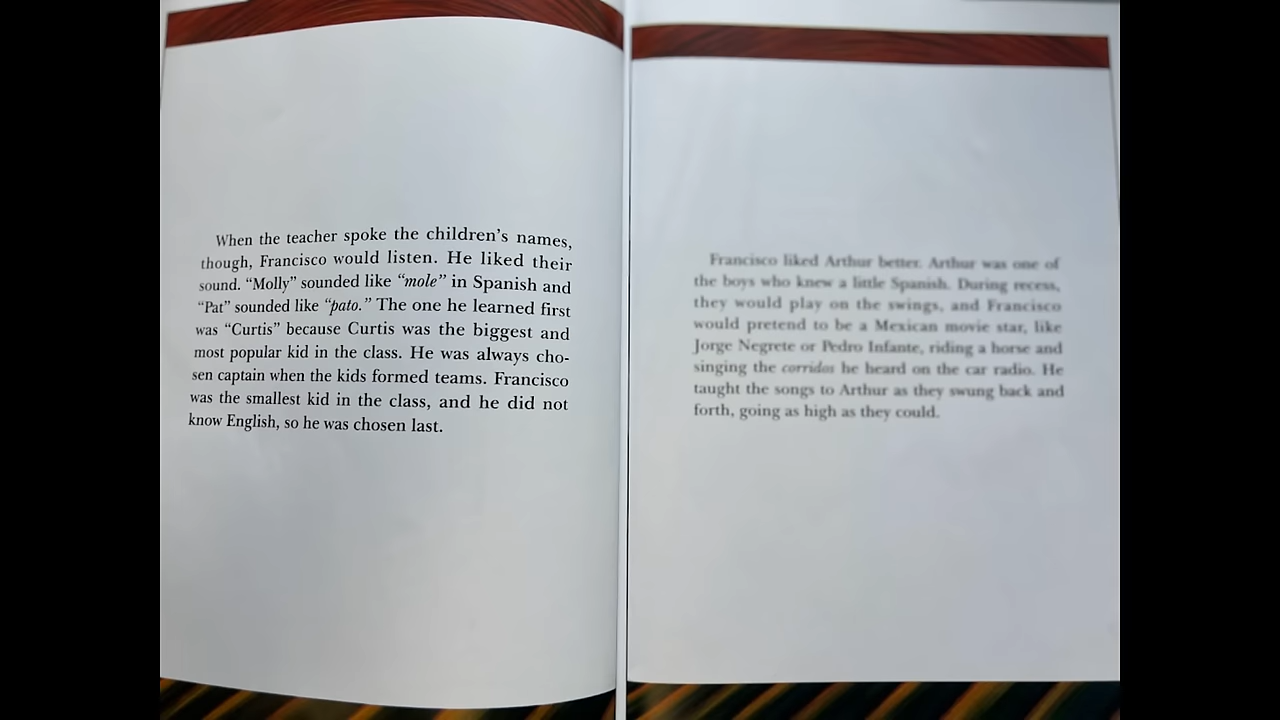 When the teacher spoke the children's names,
though, Francisco would listen. He liked their
sound. “Molly” sounded like “mole” in Spanish and
“Pat” sounded like “pato.” The one he learned first
was “Curtis” because Curtis was the biggest and
most popular kid in the class. He was always cho-
sen captain when the kids formed teams. Francisco
was the smallest kid in the class, and he did not
know English, so he was chosen last.
Francisco liked Arthur better. Arthur was one of
the boys who knew a little Spanish. During recess,
they would play on the swings, and Francisco
would pretend to be a Mexican movie star, like
Jorge Negrete or Pedro Infante, riding a horse and
singing the corridos he heard on the car radio. He
taught the songs to Arthur as they swung back and
forth, going as high as they could.